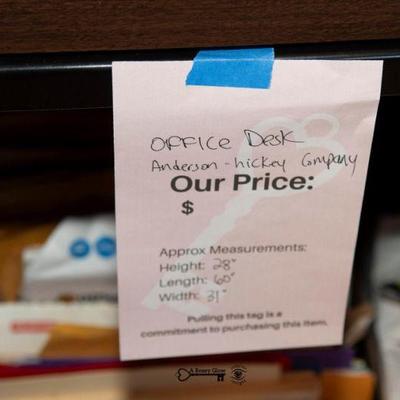 OFFICE Desk
Anderson - hickey Company
Our Price:
$
Approx Measurements:
Height: 28"
Length: 60"
Width: 31"
Pulling this tag is a
commitment to purchasing this item.